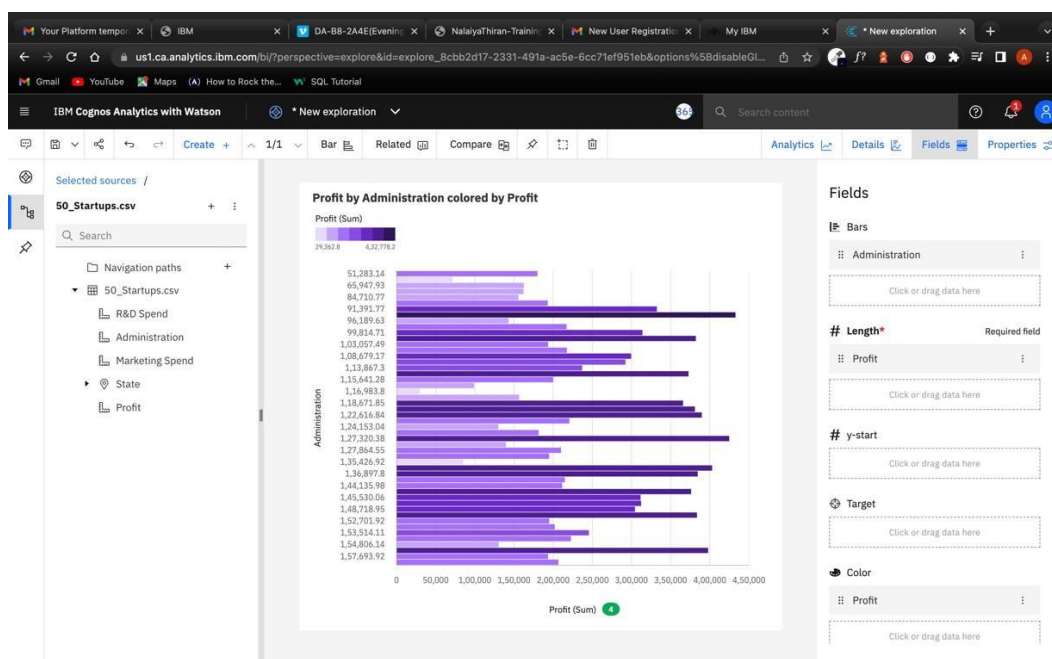 Your Platform tempor
IBM
DA-B8-2A4E(Evening
NalaiyaThiran-Training
New User Registration
My IBM
* New exploration
us1.ca.analytics.ibm.com/bi/?perspective=explore&id=explore_8cbb2d17-2331-491a-ac5e-6cc71ef951eb&options%5BdisableGl...
Gmail
YouTube
Maps
How to Rock the...
SQL Tutorial
IBM Cognos Analytics with Watson
* New exploration
365
Search content
1
Create +
1/1
Bar
Related
Compare
Analytics
Details
Fields
Properties
Selected sources /
50_Startups.csv
Search
Navigation paths
50_Startups.csv
R&D Spend
Administration
Marketing Spend
State
Profit
Profit by Administration colored by Profit
Profit (Sum)
29,362.8 4,32,778.2
Administration
51,283.14
65,947.93
84,710.77
91,391.77
96,189.63
99,814.71
1,03,057.49
1,08,679.17
1,13,867.3
1,15,641.28
1,16,983.8
1,18,671.85
1,22,616.84
1,24,153.04
1,27,320.38
1,27,864.55
1,35,426.92
1,36,897.8
1,44,135.98
1,45,530.06
1,48,718.95
1,52,701.92
1,53,514.11
1,54,806.14
1,57,693.92
0 50,000 1,00,000 1,50,000 2,00,000 2,50,000 3,00,000 3,50,000 4,00,000 4,50,000
Profit (Sum) 4
Fields
Bars
Administration
Click or drag data here
# Length* Required field
Profit
Click or drag data here
# y-start
Click or drag data here
Target
Click or drag data here
Color
Profit
Click or drag data here